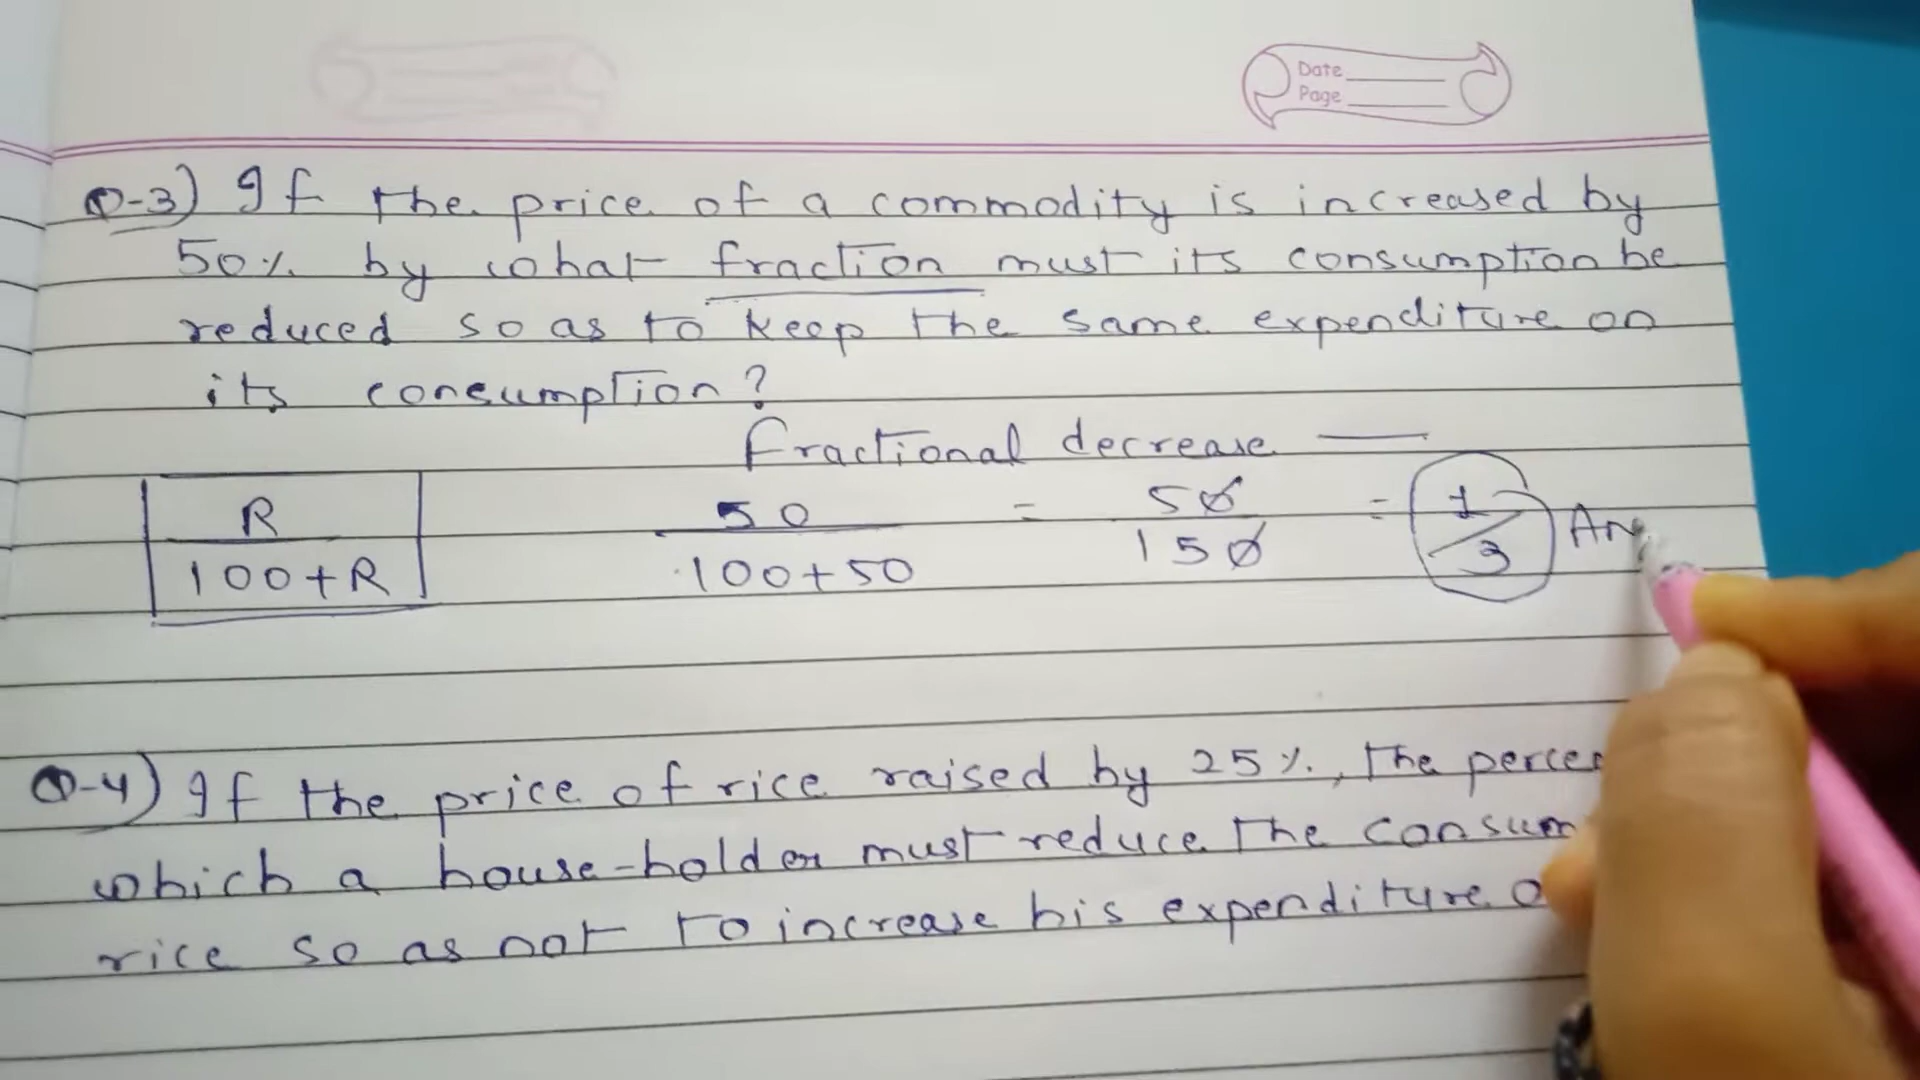 Date
Page
Q-3) If the price of a commodity is increased by
50% by what fraction must its consumption be
reduced so as to keep the same expenditure on
its consumption?
fractional decrease —
R / 100+R
50 / 100+50 = 50 / 150 = 1/3 Ans
Q-4) If the price of rice raised by 25%, the
which a house-holder must reduce the
rice so as not to increase his expenditure